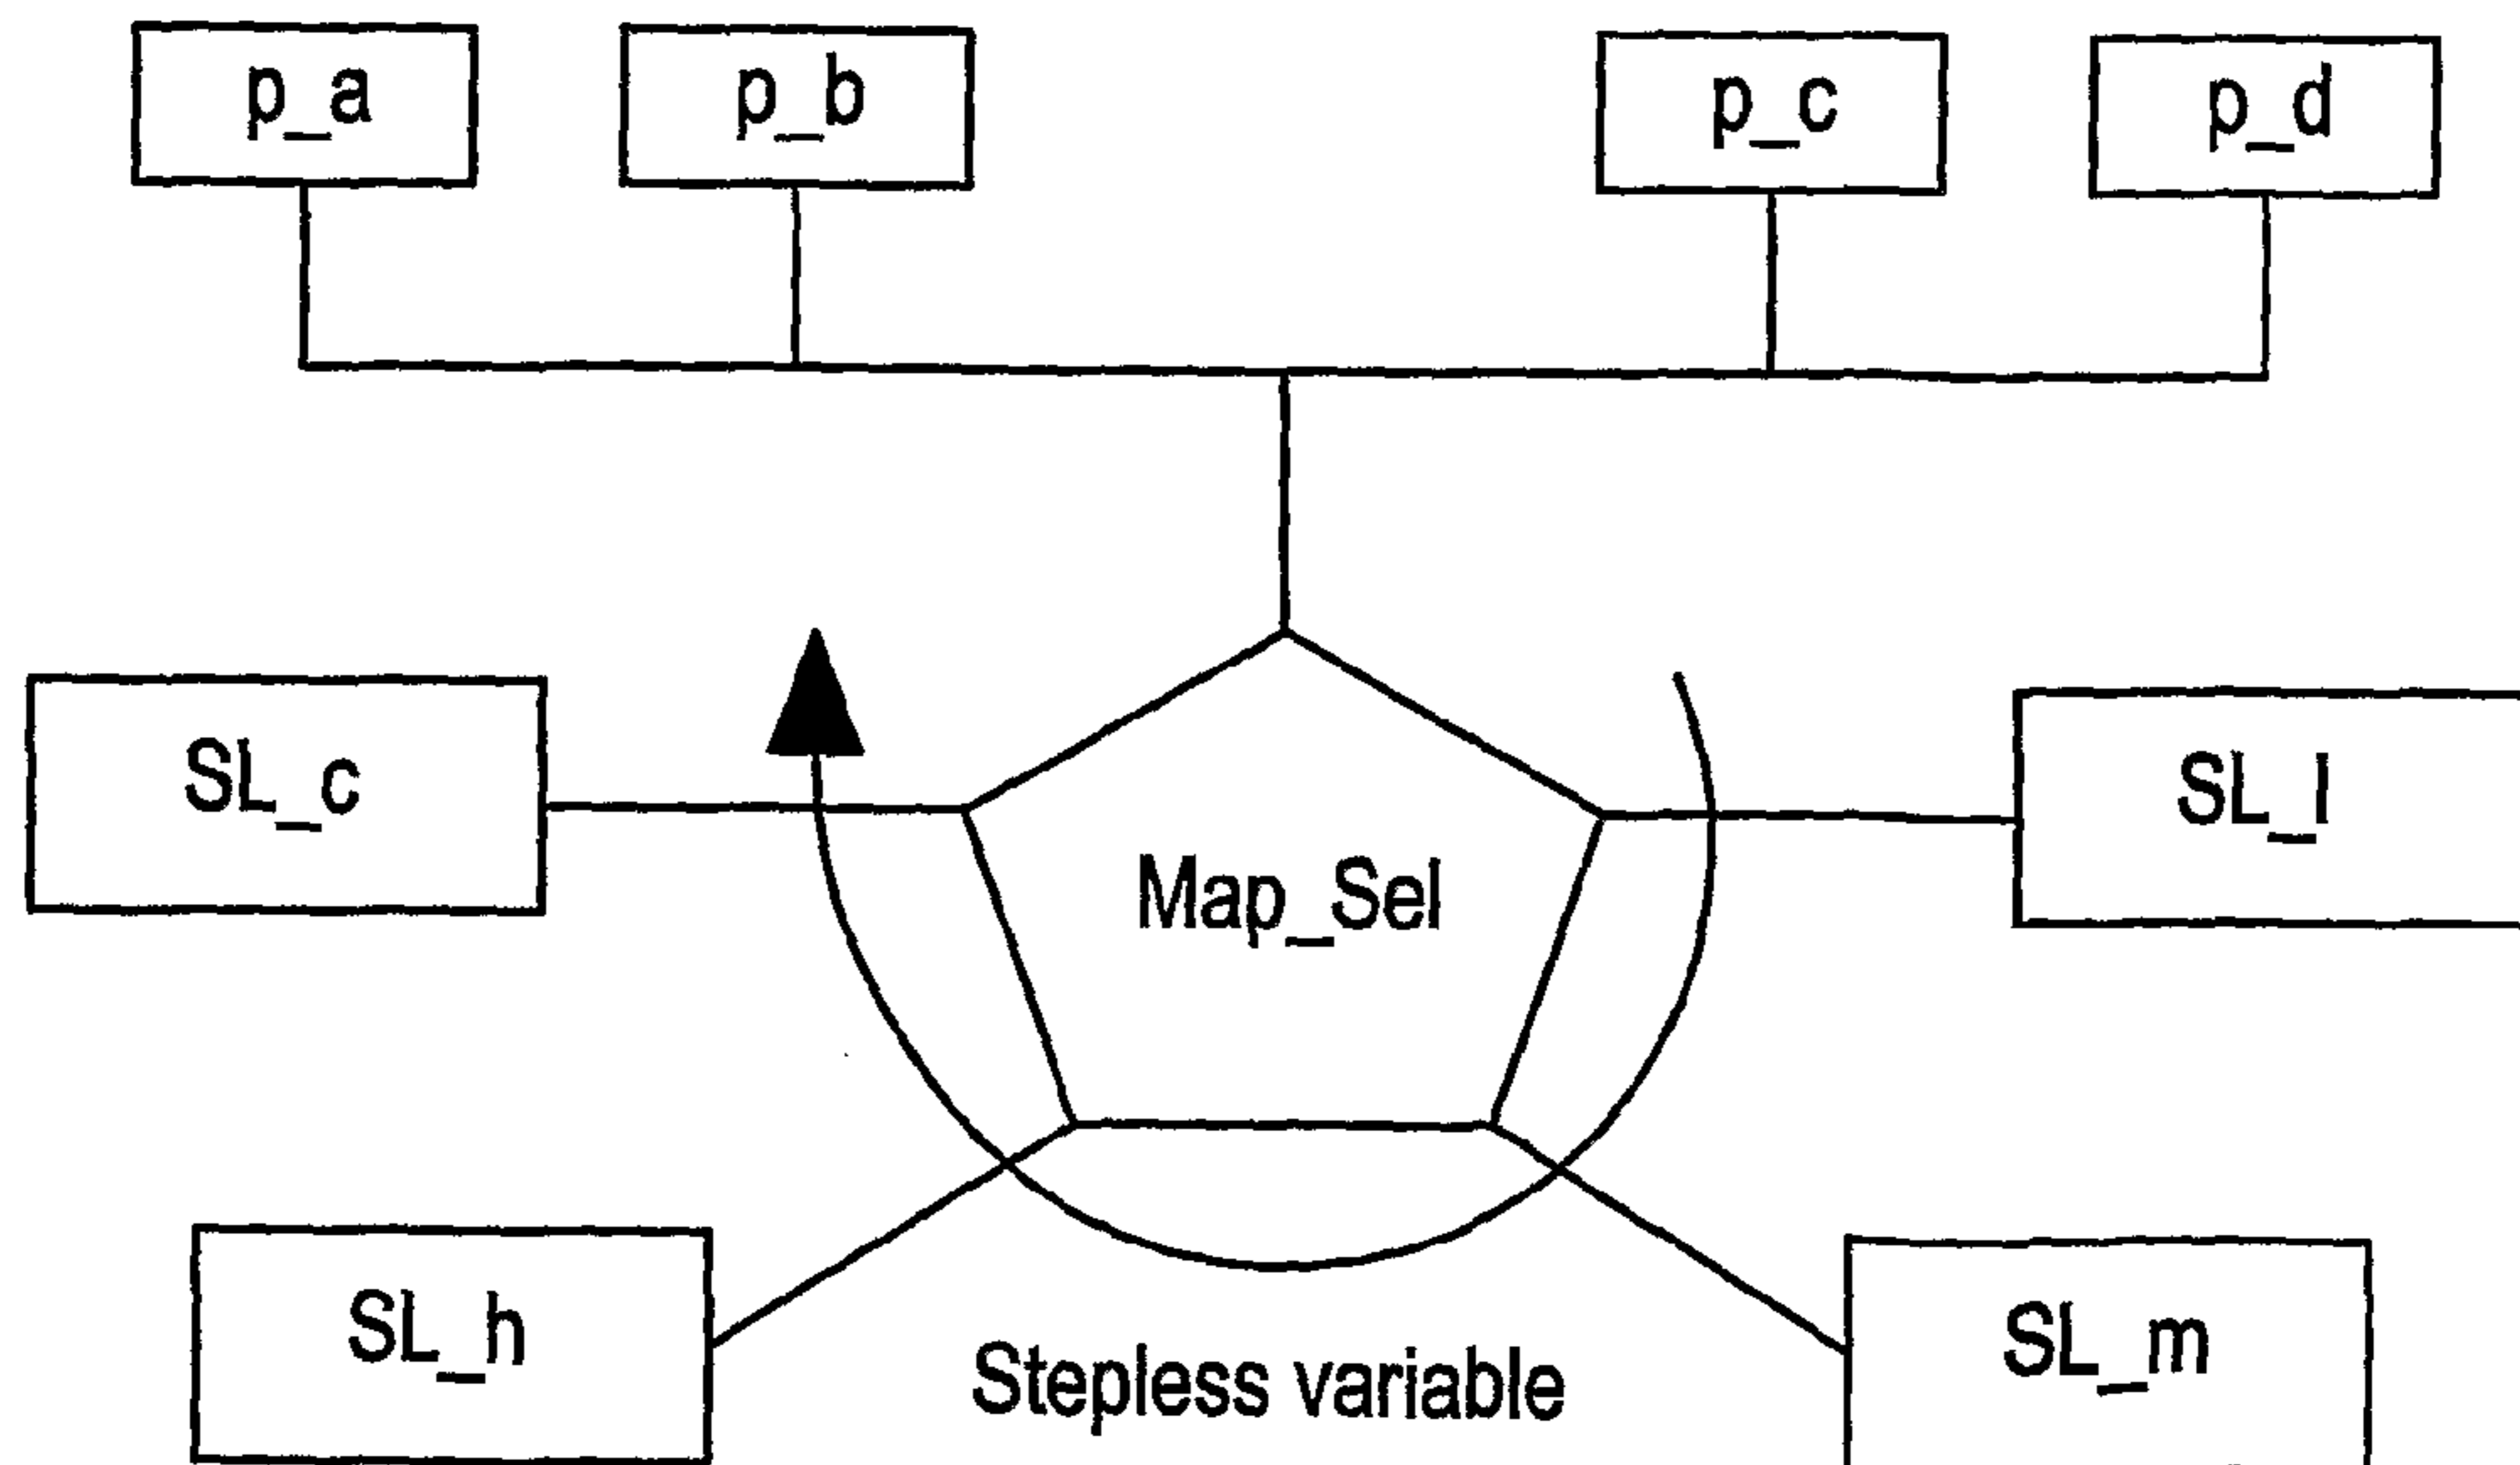 p_a
p_b
p_c
p_d
SL_c
SL_l
Map_Sel
SL_h
SL_m
Stepless variable